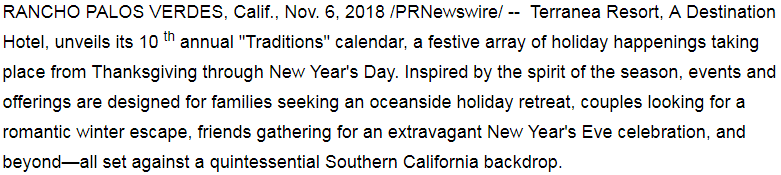 RANCHO PALOS VERDES, Calif., Nov. 6, 2018 /PRNewswire/ --  Terranea Resort, A Destination
Hotel, unveils its 10 th annual "Traditions" calendar, a festive array of holiday happenings taking
place from Thanksgiving through New Year's Day. Inspired by the spirit of the season, events and
offerings are designed for families seeking an oceanside holiday retreat, couples looking for a
romantic winter escape, friends gathering for an extravagant New Year's Eve celebration, and
beyond—all set against a quintessential Southern California backdrop.